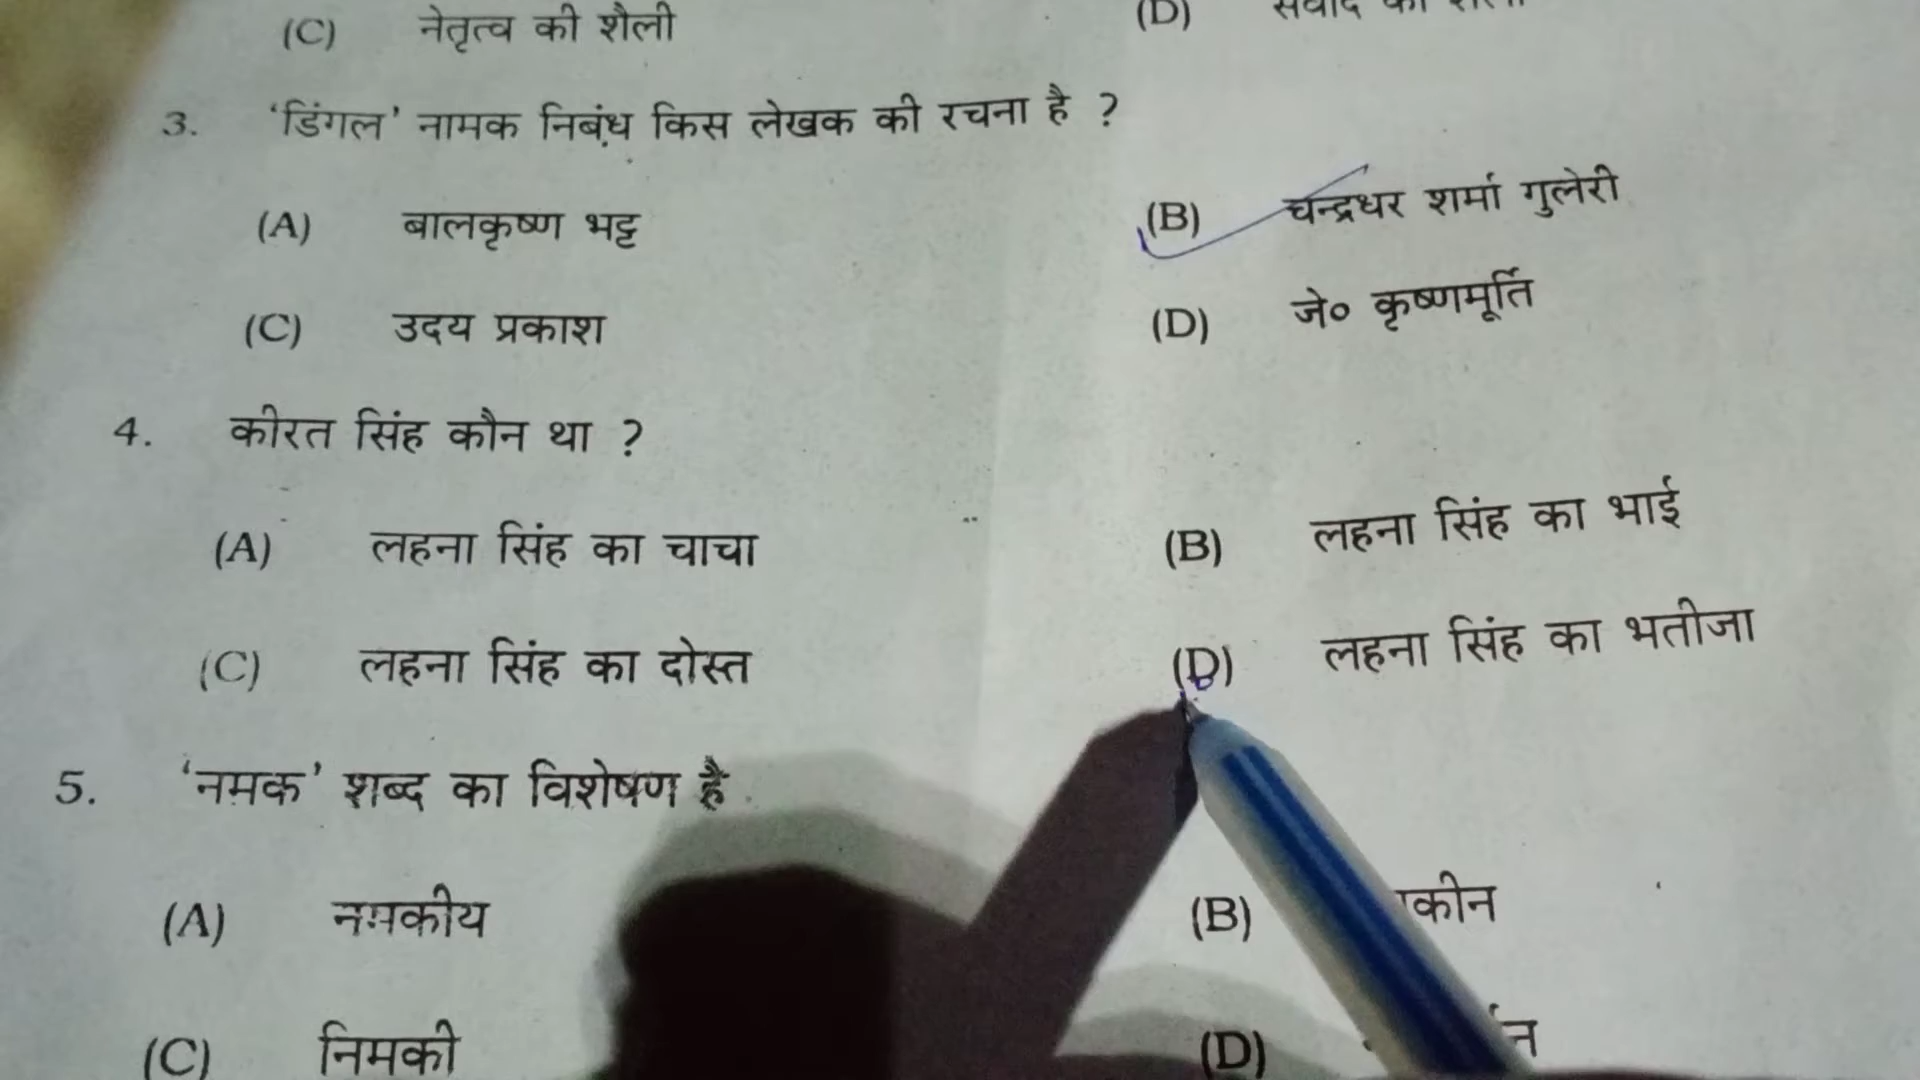 (C) नेतृत्व की शैली (D)
3. ‘डिंगल’ नामक निबंध किस लेखक की रचना है ?
(A) बालकृष्ण भट्ट (B) चन्द्रधर शर्मा गुलेरी
(C) उदय प्रकाश (D) जे० कृष्णमूर्ति
4. कीरत सिंह कौन था ?
(A) लहना सिंह का चाचा (B) लहना सिंह का भाई
(C) लहना सिंह का दोस्त (D) लहना सिंह का भतीजा
5. ‘नमक’ शब्द का विशेषण है
(A) नमकीय (B)
(C) निमकी (D)